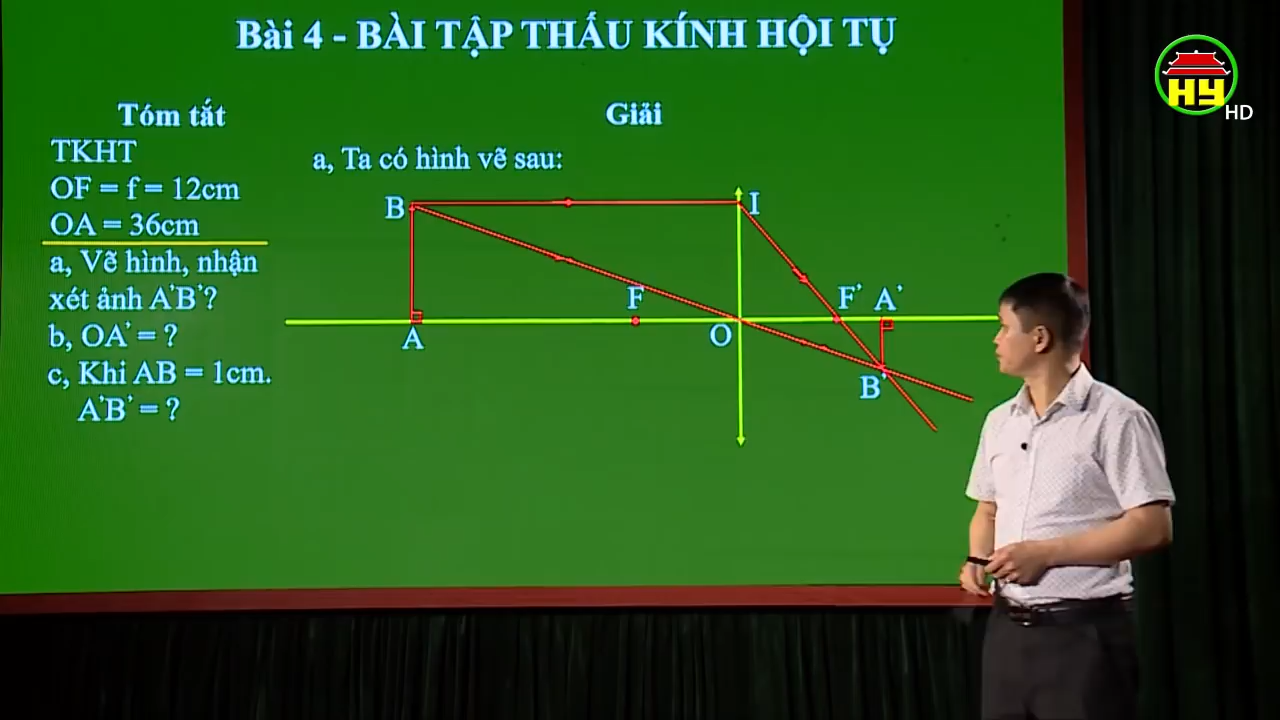 Bài 4 - BÀI TẬP THẤU KÍNH HỘI TỤ
HY
HD
Tóm tắt
TKHT
OF = f = 12cm
OA = 36cm
a, Vẽ hình, nhận
xét ảnh A'B'?
b, OA' = ?
c, Khi AB = 1cm.
A'B' = ?
Giải
a, Ta có hình vẽ sau:
B
I
F
F'
A'
A
O
B'